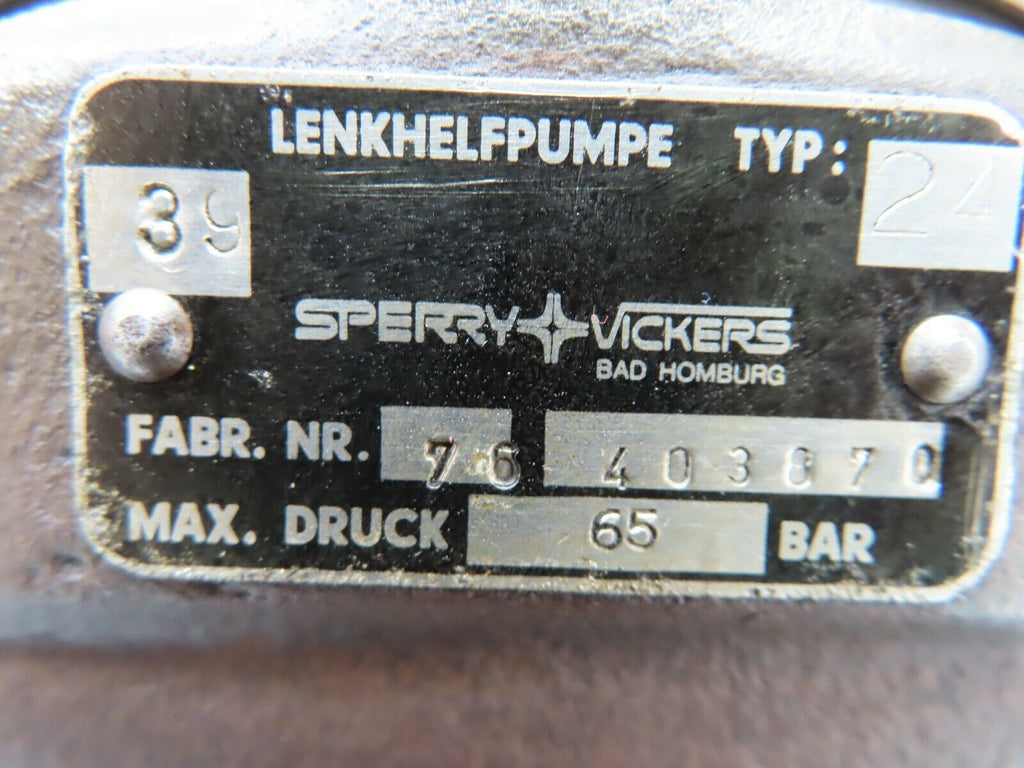 LENKHELFPUMPE TYP: 24
39
SPERRY VICKERS
BAD HOMBURG
FABR. NR. 76 403870
MAX. DRUCK 65 BAR